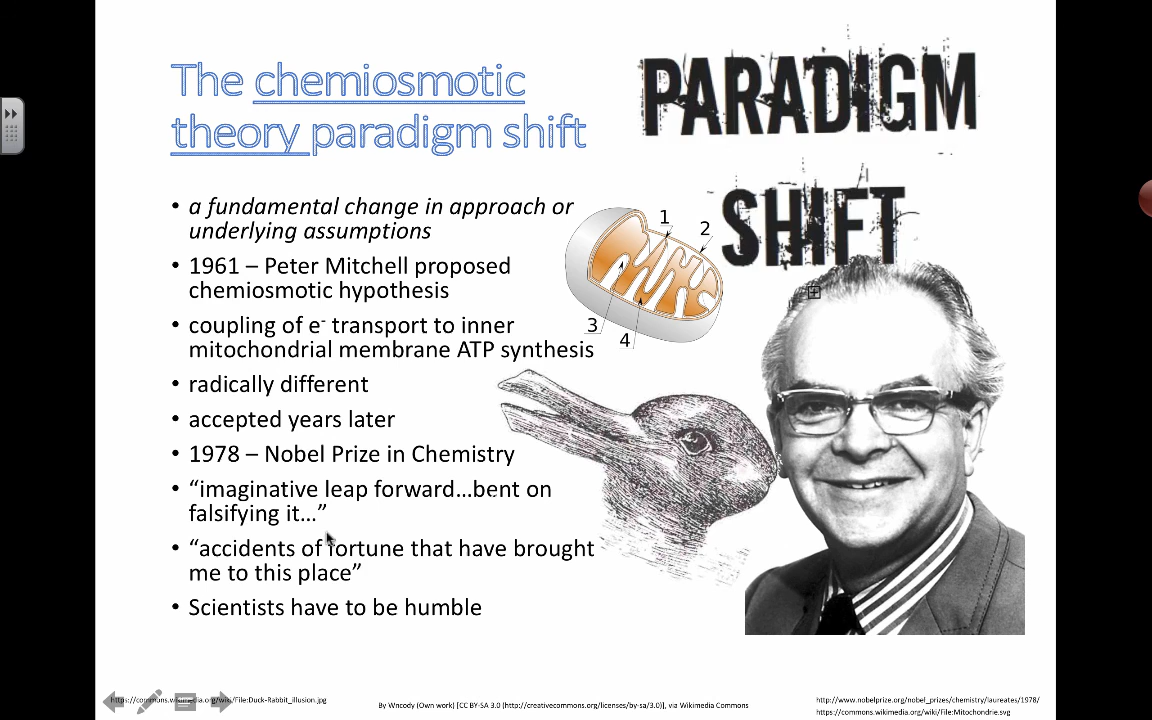 The chemiosmotic
theory paradigm shift
PARADIGM
SHIFT
• a fundamental change in approach or
underlying assumptions
• 1961 – Peter Mitchell proposed
chemiosmotic hypothesis
• coupling of e- transport to inner
mitochondrial membrane ATP synthesis
• radically different
• accepted years later
• 1978 – Nobel Prize in Chemistry
• “imaginative leap forward…bent on
falsifying it…”
• “accidents of fortune that have brought
me to this place”
• Scientists have to be humble
1
2
3
4
https://commons.wikimedia.org/wiki/File:Duck-Rabbit_illusion.jpg
By Wncody (Own work) [CC BY-SA 3.0 (http://creativecommons.org/licenses/by-sa/3.0)], via Wikimedia Commons
http://www.nobelprize.org/nobel_prizes/chemistry/laureates/1978/
https://commons.wikimedia.org/wiki/File:Mitochondrie.svg